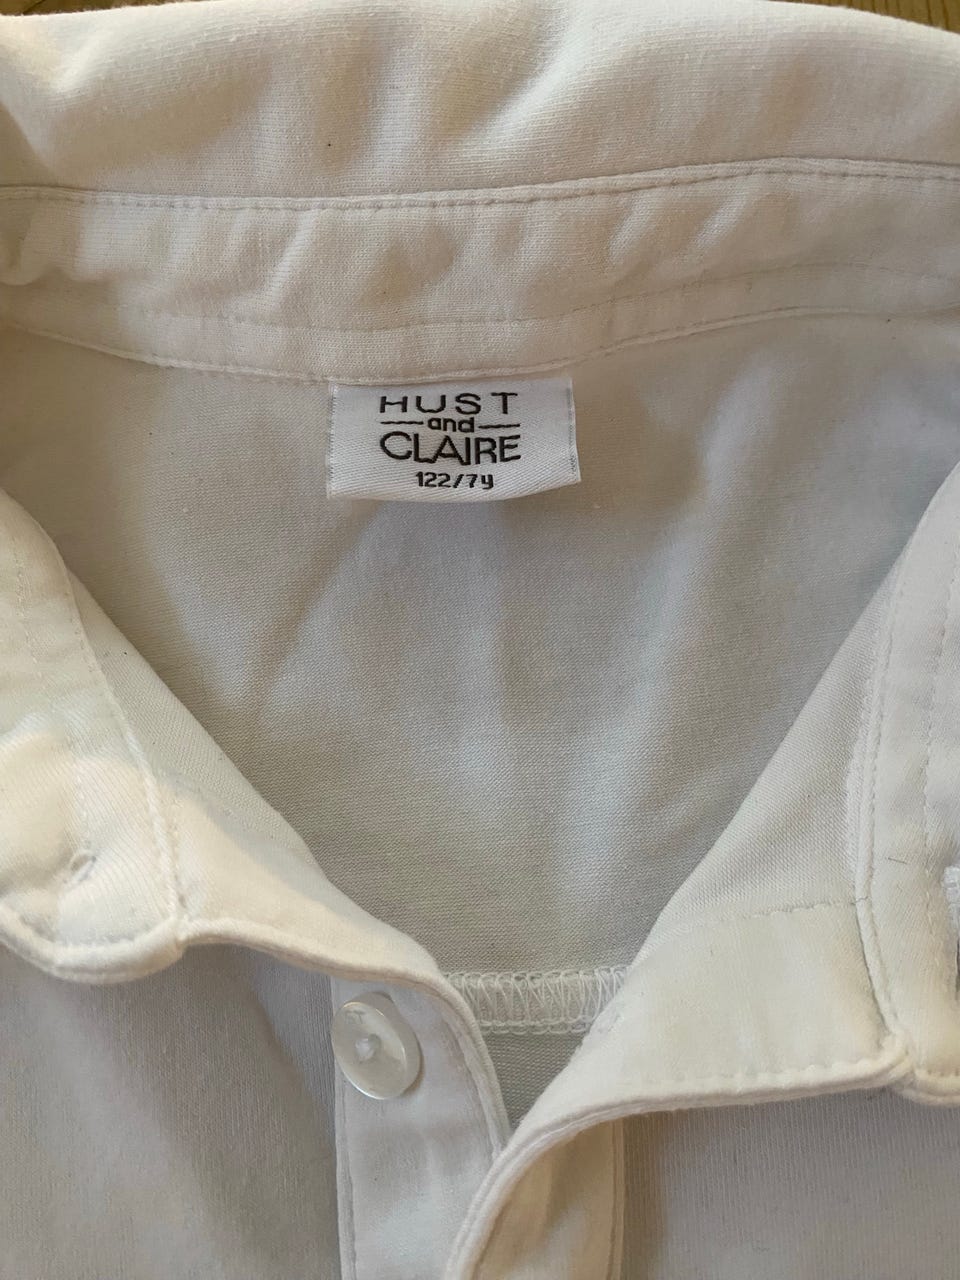 HUST
and
CLAIRE
122/7y